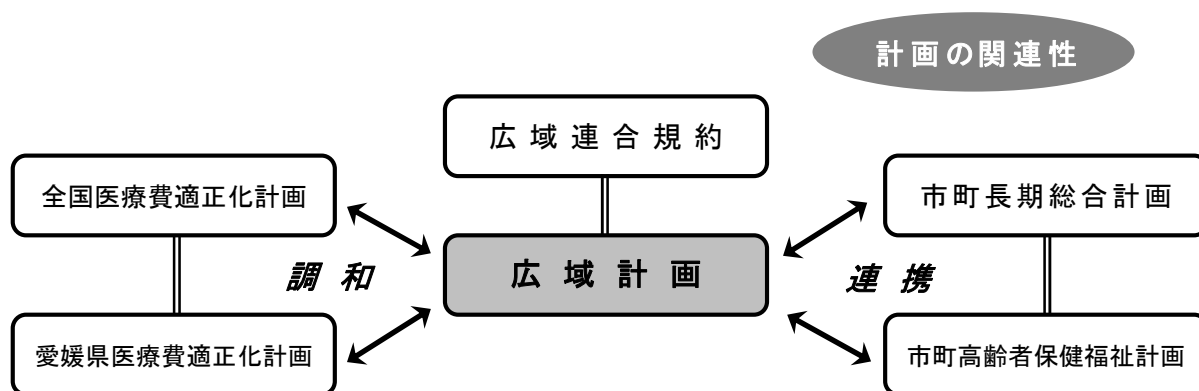 計画の関連性
広域連合規約
全国医療費適正化計画
市町長期総合計画
広域計画
調和
連携
愛媛県医療費適正化計画
市町高齢者保健福祉計画